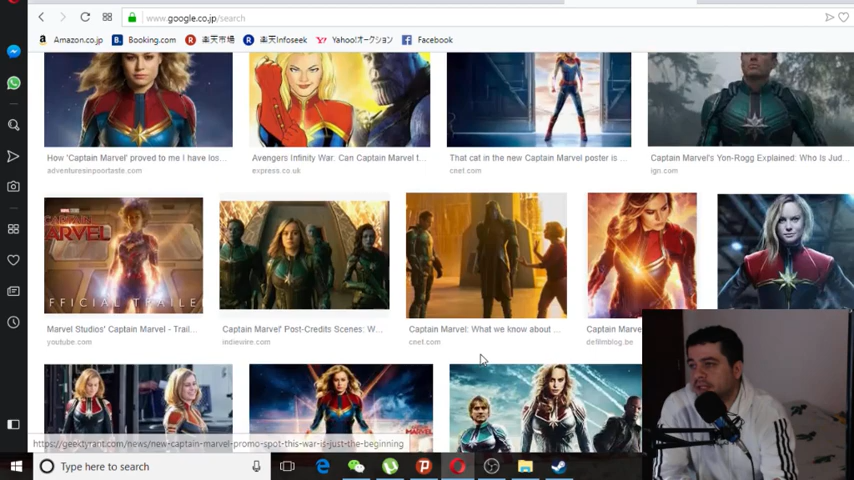 www.google.co.jp/search
Amazon.co.jp
Booking.com
楽天市場
楽天Infoseek
Yahoo!オークション
Facebook
How 'Captain Marvel' proved to me I have los...
Avengers Infinity War: Can Captain Marvel t...
That cat in the new Captain Marvel poster is ...
Captain Marvel's Yon-Rogg Explained: Who Is Jud...
adventuresinpoortaste.com
express.co.uk
cnet.com
ign.com
MARVEL
OFFICIAL TRAILER
Marvel Studios' Captain Marvel - Trail...
Captain Marvel' Post-Credits Scenes: W...
Captain Marvel: What we know about ...
Captain Marve
youtube.com
indiewire.com
cnet.com
defilmblog.be
https://geektyrant.com/news/new-captain-marvel-promo-spot-this-war-is-just-the-beginning
Type here to search